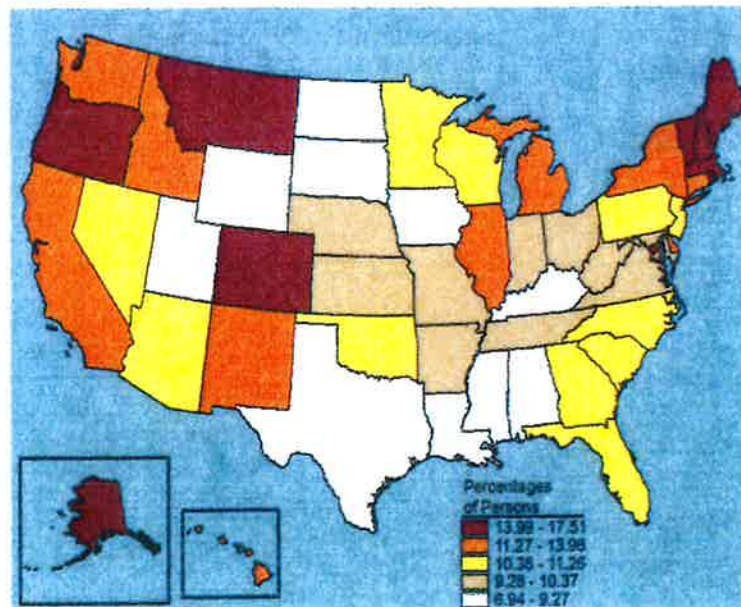 Percentages
of Persons
13.99 - 17.51
11.27 - 13.98
10.38 - 11.26
9.28 - 10.37
6.94 - 9.27